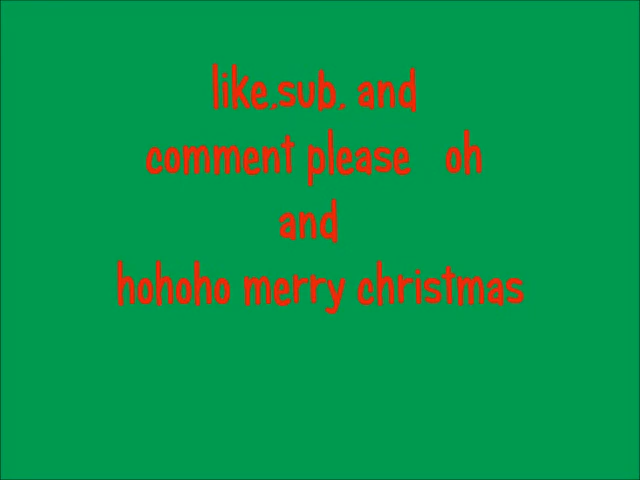 like.sub. and
comment please   oh
and
hohoho merry christmas